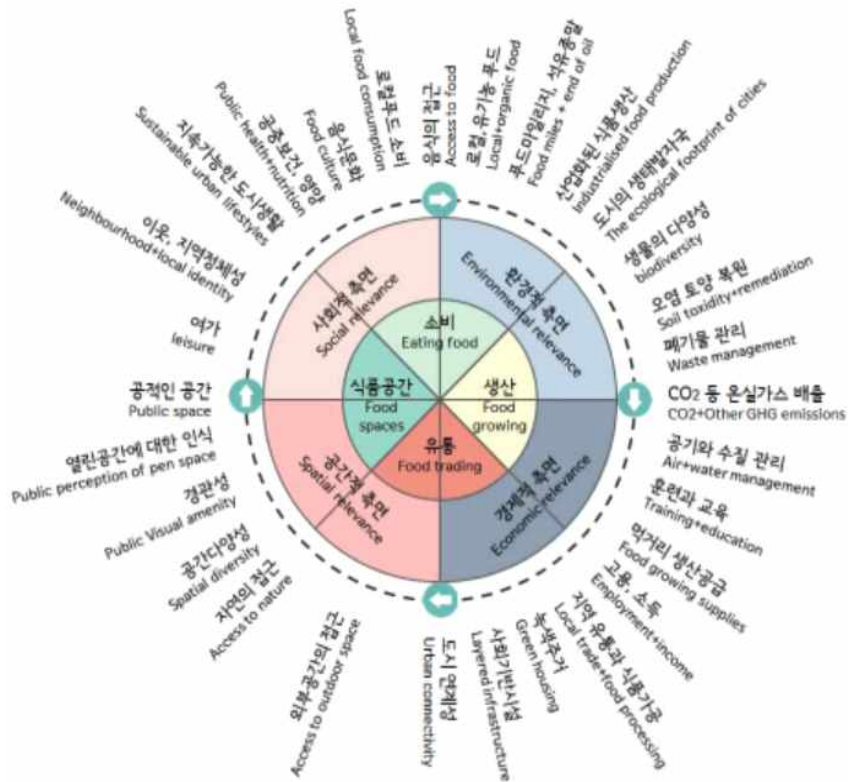 음식의 접근
Access to food
로컬, 유기농 푸드
Local+organic food
푸드마일리지, 석유종말
Food miles + end of oil
산업화된 식품생산
Industrialised food production
도시의 생태발자국
The ecological footprint of cities
생물의 다양성
biodiversity
오염 토양 복원
Soil toxidity+remediation
폐기물 관리
Waste management
CO2 등 온실가스 배출
CO2+Other GHG emissions
공기와 수질 관리
Air+water management
훈련과 교육
Training+education
먹거리 생산공급
Food growing supplies
고용, 소득
Employment+income
지역 유통과 식품가공
Local trade+food processing
녹색주거
Green housing
사회기반시설
Layered infrastructure
도시 연계성
Urban connectivity
외부공간의 접근
Access to outdoor space
자연의 접근
Access to nature
공간다양성
Spatial diversity
경관성
Public Visual amenity
열린공간에 대한 인식
Public perception of pen space
공적인 공간
Public space
여가
leisure
이웃, 지역정체성
Neighbourhood+local identity
지속가능한 도시생활
Sustainable urban lifestyles
공중보건, 영양
Public health+nutrition
음식문화
Food culture
로컬푸드 소비
Local food consumption
사회적 측면
Social relevance
환경적 측면
Environmental relevance
경제적 측면
Economic relevance
공간적 측면
Spatial relevance
소비
Eating food
생산
Food
growing
유통
Food trading
식품공간
Food
spaces